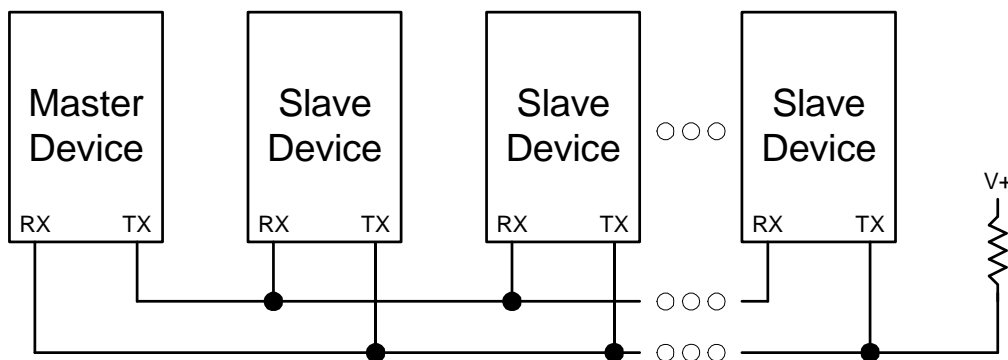 Master
Device
Slave
Device
Slave
Device
Slave
Device
V+
RX TX RX TX RX TX RX TX